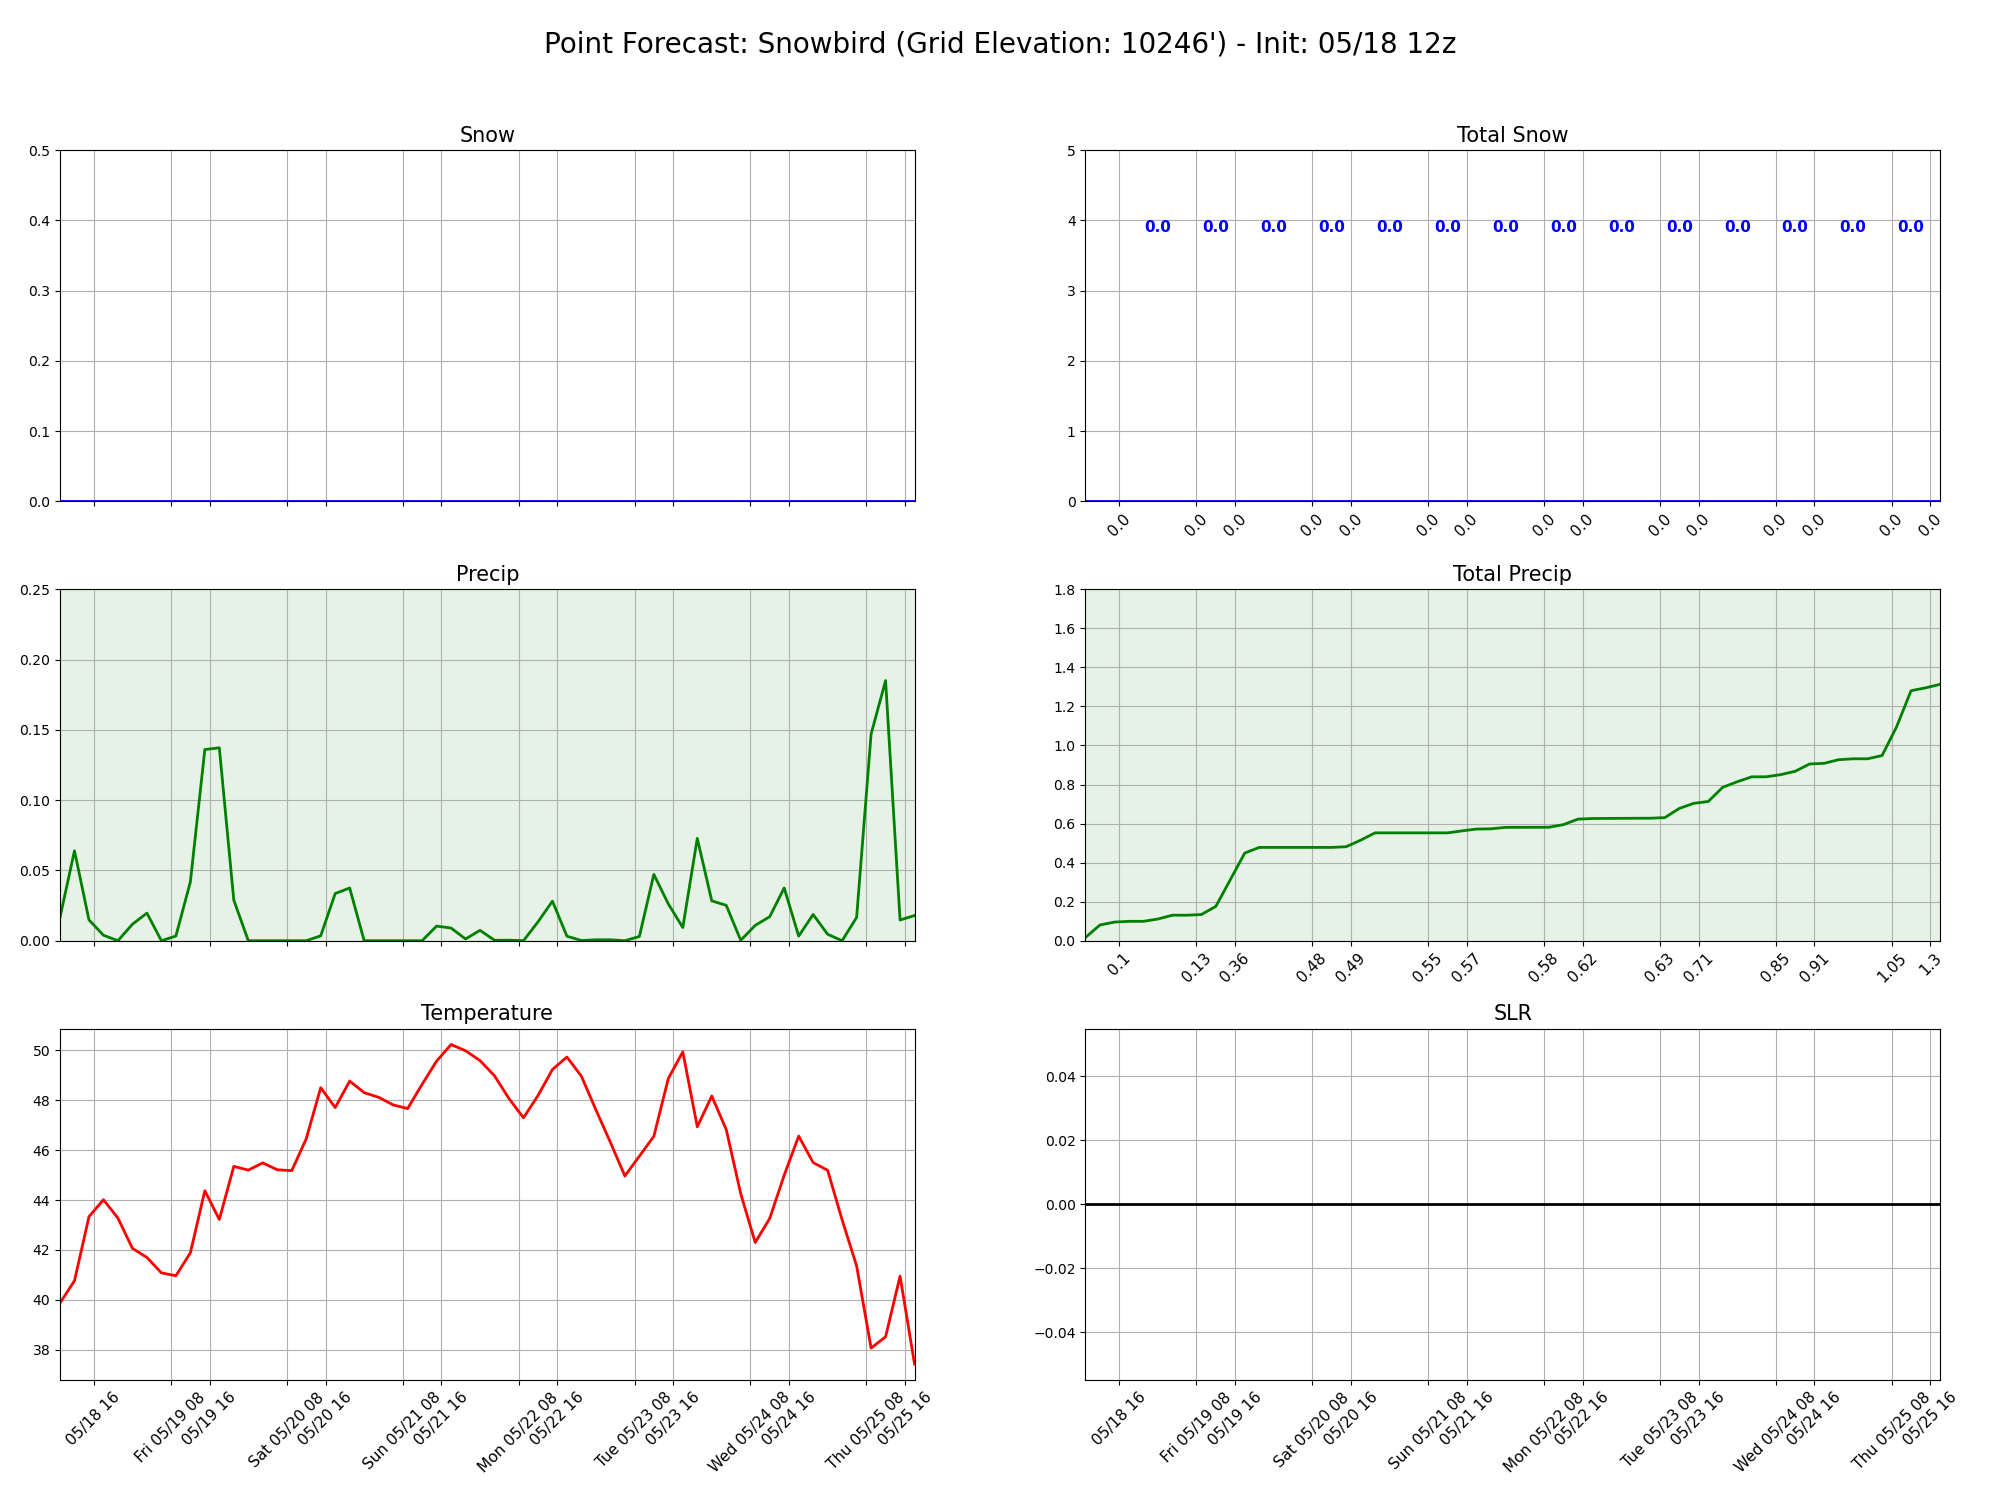 Point Forecast: Snowbird (Grid Elevation: 10246') - Init: 05/18 12z
Snow
0.5
0.4
0.3
0.2
0.1
0.0
Total Snow
5
4
3
2
1
0
0.0 0.0 0.0 0.0 0.0 0.0 0.0 0.0 0.0 0.0 0.0 0.0 0.0 0.0
0.0 0.0 0.0 0.0 0.0 0.0 0.0 0.0 0.0 0.0 0.0 0.0 0.0 0.0 0.0
Precip
0.25
0.20
0.15
0.10
0.05
0.00
Total Precip
1.8
1.6
1.4
1.2
1.0
0.8
0.6
0.4
0.2
0.0
0.1 0.13 0.36 0.48 0.49 0.55 0.57 0.58 0.62 0.63 0.71 0.85 0.91 1.05 1.3
Temperature
50
48
46
44
42
40
38
05/18 16
Fri 05/19 08
05/19 16
Sat 05/20 08
05/20 16
Sun 05/21 08
05/21 16
Mon 05/22 08
05/22 16
Tue 05/23 08
05/23 16
Wed 05/24 08
05/24 16
Thu 05/25 08
05/25 16
SLR
0.04
0.02
0.00
−0.02
−0.04
05/18 16
Fri 05/19 08
05/19 16
Sat 05/20 08
05/20 16
Sun 05/21 08
05/21 16
Mon 05/22 08
05/22 16
Tue 05/23 08
05/23 16
Wed 05/24 08
05/24 16
Thu 05/25 08
05/25 16